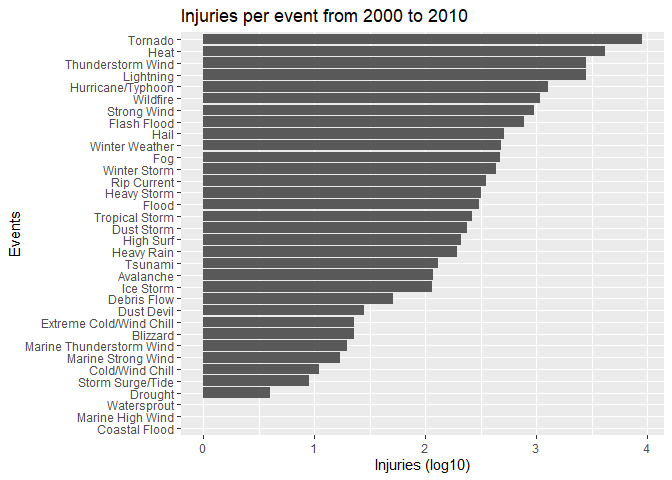 Injuries per event from 2000 to 2010
Tornado
Heat
Thunderstorm Wind
Lightning
Hurricane/Typhoon
Wildfire
Strong Wind
Flash Flood
Hail
Winter Weather
Fog
Winter Storm
Rip Current
Heavy Storm
Flood
Tropical Storm
Dust Storm
High Surf
Heavy Rain
Tsunami
Avalanche
Ice Storm
Debris Flow
Dust Devil
Extreme Cold/Wind Chill
Blizzard
Marine Thunderstorm Wind
Marine Strong Wind
Cold/Wind Chill
Storm Surge/Tide
Drought
Watersprout
Marine High Wind
Coastal Flood
Events
0 1 2 3 4
Injuries (log10)